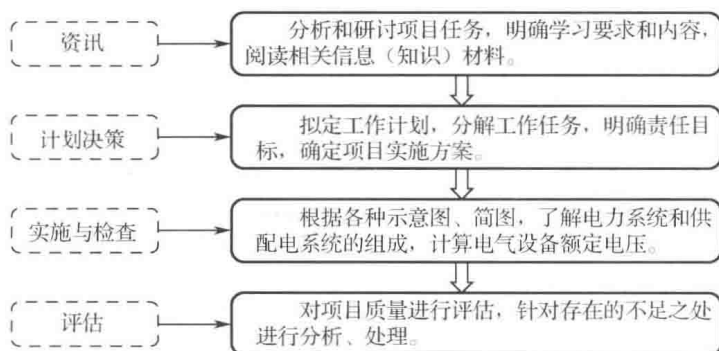 资讯
分析和研讨项目任务，明确学习要求和内容，
阅读相关信息（知识）材料。
计划决策
拟定工作计划，分解工作任务，明确责任目
标，确定项目实施方案。
实施与检查
根据各种示意图、简图，了解电力系统和供
配电系统的组成，计算电气设备额定电压。
评估
对项目质量进行评估，针对存在的不足之处
进行分析、处理。